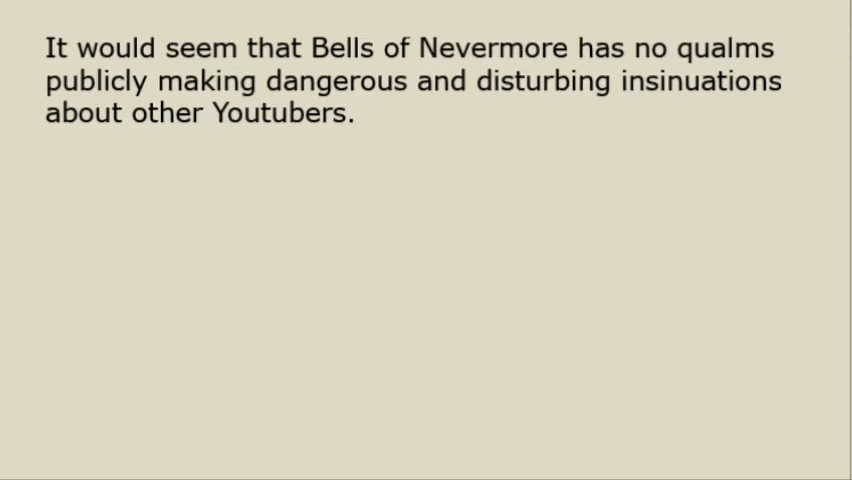 It would seem that Bells of Nevermore has no qualms
publicly making dangerous and disturbing insinuations
about other Youtubers.